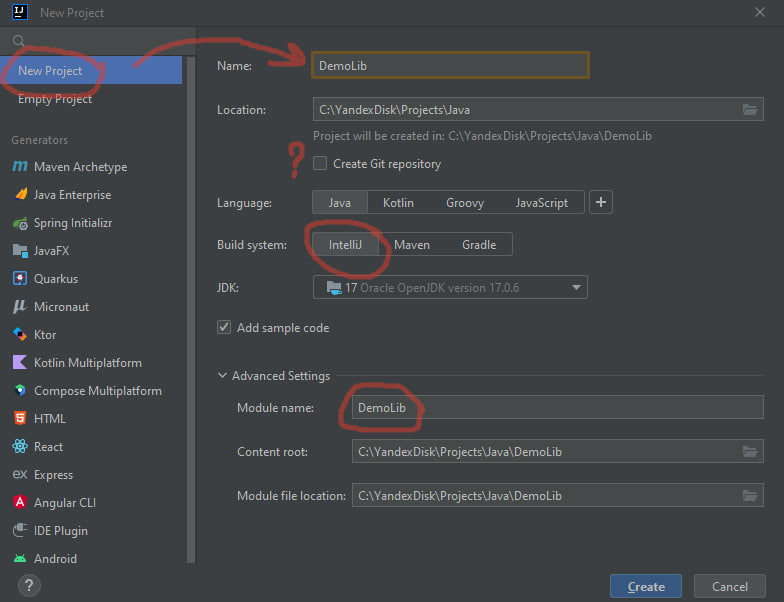 New Project
New Project
Empty Project
Generators
Maven Archetype
Java Enterprise
Spring Initializr
JavaFX
Quarkus
Micronaut
Ktor
Kotlin Multiplatform
Compose Multiplatform
HTML
React
Express
Angular CLI
IDE Plugin
Android
?
Name: DemoLib
Location: C:\YandexDisk\Projects\Java
Project will be created in: C:\YandexDisk\Projects\Java\DemoLib
? Create Git repository
Language: Java Kotlin Groovy JavaScript +
Build system: IntelliJ Maven Gradle
JDK: 17 Oracle OpenJDK version 17.0.6
Add sample code
Advanced Settings
Module name: DemoLib
Content root: C:\YandexDisk\Projects\Java\DemoLib
Module file location: C:\YandexDisk\Projects\Java\DemoLib
Create Cancel